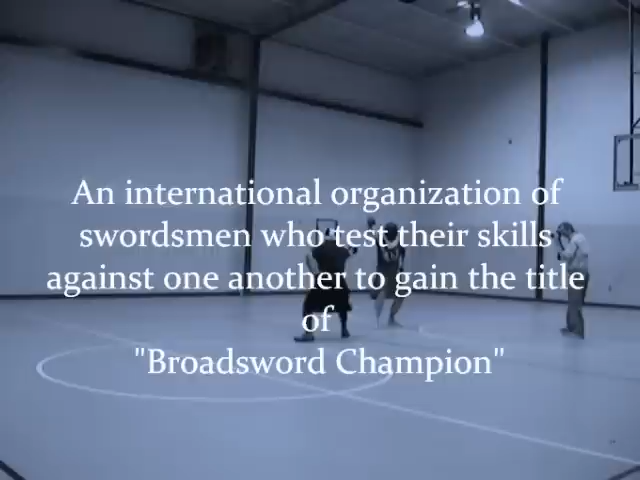 An international organization of
swordsmen who test their skills
against one another to gain the title
of
"Broadsword Champion"